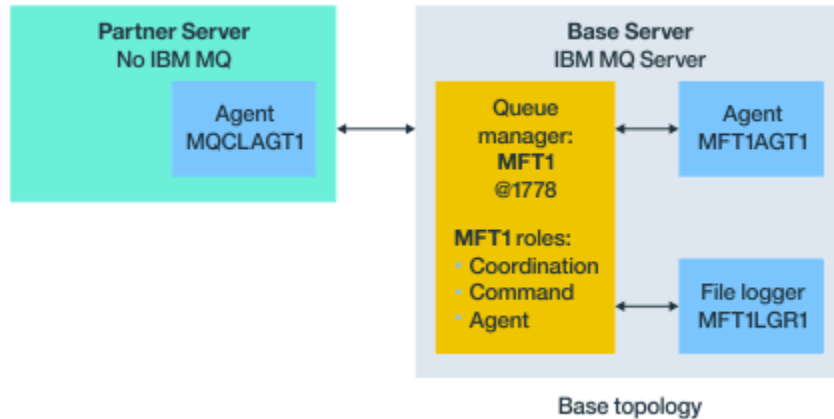 Partner Server
No IBM MQ
Agent
MQCLAGT1
Base Server
IBM MQ Server
Queue
manager:
MFT1
@1778
MFT1 roles:
• Coordination
• Command
• Agent
Agent
MFT1AGT1
File logger
MFT1LGR1
Base topology